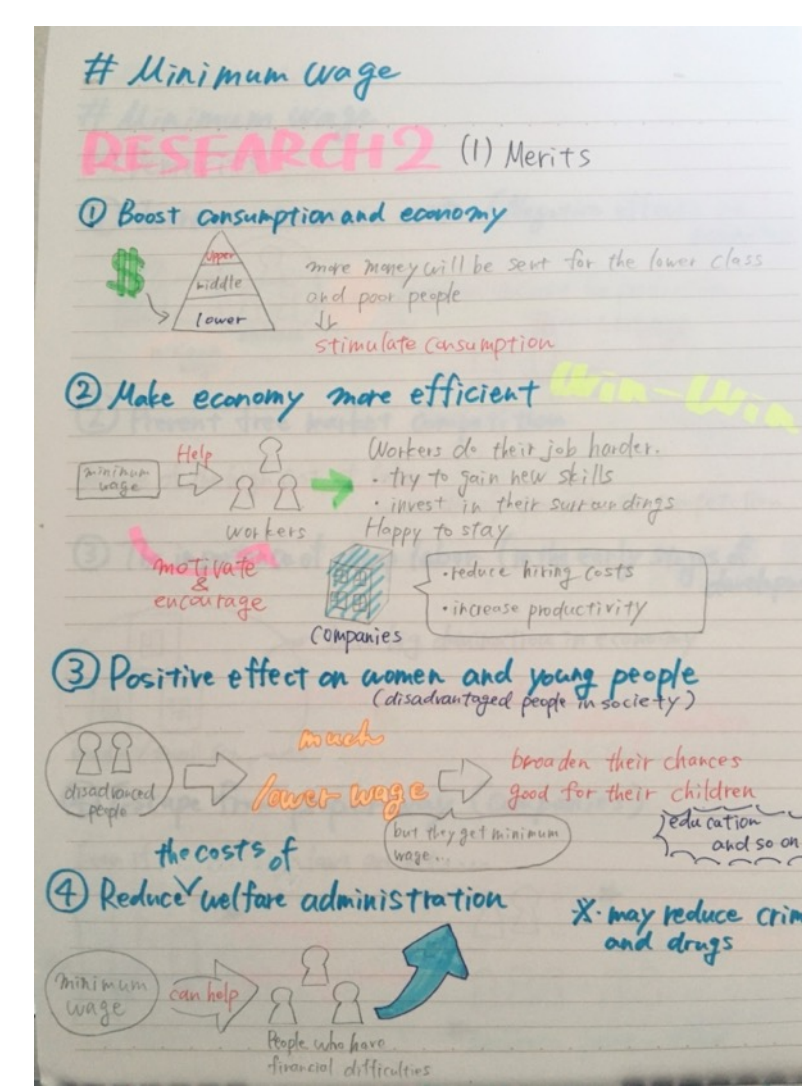 # Minimum wage
RESEARCH2 (1) Merits
① Boost consumption and economy
$
upper
middle
lower
more money will be sent for the lower class
and poor people
stimulate consumption
② Make economy more efficient Win-Win
minimum
wage
Help
workers
Workers do their job harder.
・try to gain new skills
・invest in their surroundings
Happy to stay
motivate
&
encourage
companies
・reduce hiring costs
・increase productivity
③ Positive effect on women and young people
(disadvantaged people in society)
people
much
lower wage
but they get minimum
wage...
broaden their chances
good for their children
education
and so on
④ Reduce the costs of welfare administration
※・may reduce crim
and drugs
minimum
wage
can help
People who have
financial difficulties